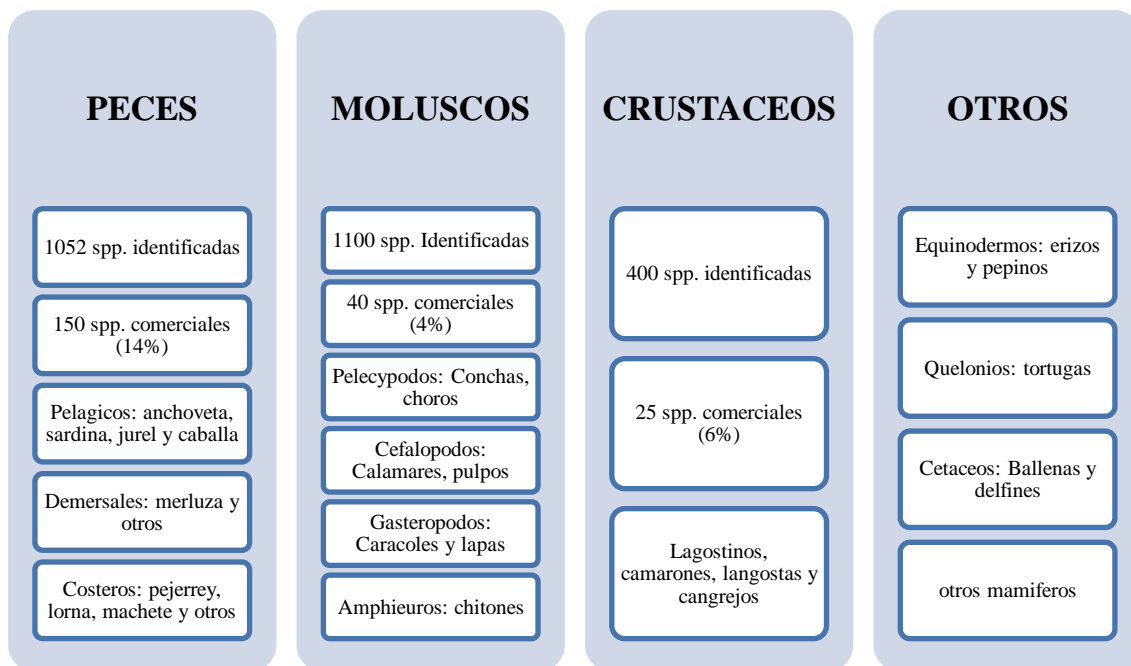 PECES
1052 spp. identificadas
150 spp. comerciales
(14%)
Pelagicos: anchoveta,
sardina, jurel y caballa
Demersales: merluza y
otros
Costeros: pejerrey,
lorna, machete y otros
MOLUSCOS
1100 spp. Identificadas
40 spp. comerciales
(4%)
Pelecypodos: Conchas,
choros
Cefalopodos:
Calamares, pulpos
Gasteropodos:
Caracoles y lapas
Amphieuros: chitones
CRUSTACEOS
400 spp. identificadas
25 spp. comerciales
(6%)
Lagostinos,
camarones, langostas y
cangrejos
OTROS
Equinodermos: erizos
y pepinos
Quelonios: tortugas
Cetaceos: Ballenas y
delfines
otros mamiferos